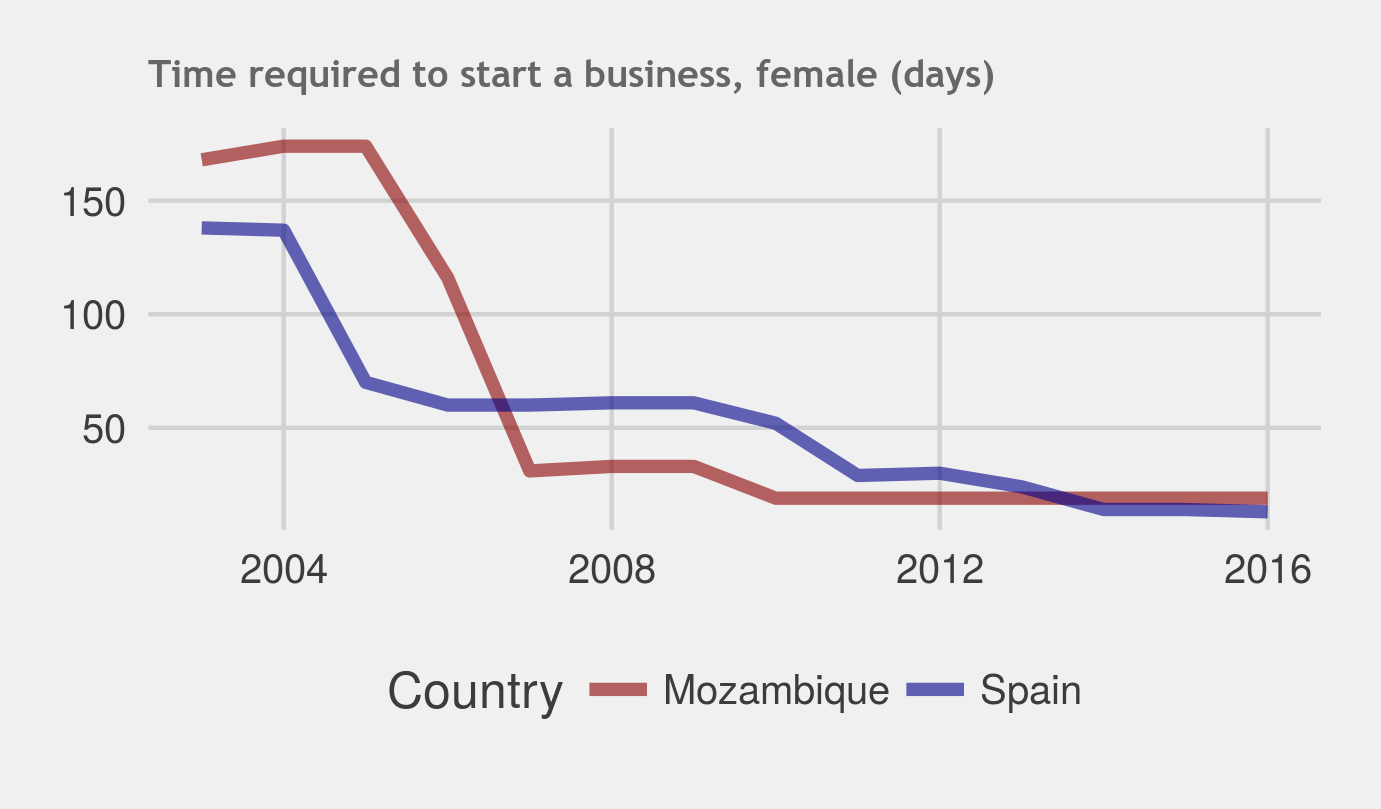 Time required to start a business, female (days)
150
100
50
2004 2008 2012 2016
Country Mozambique Spain